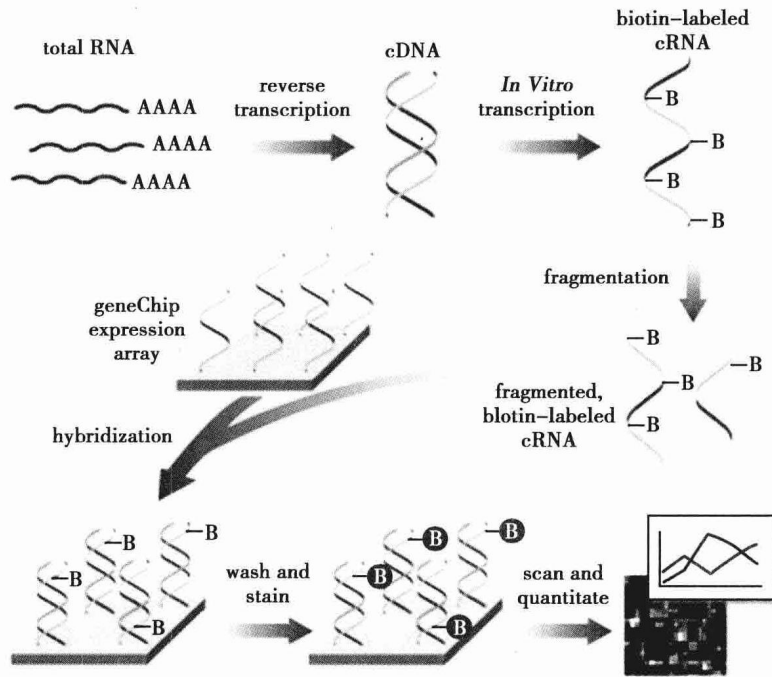 total RNA
AAAA
AAAA
AAAA
reverse
transcription
cDNA
In Vitro
transcription
biotin–labeled
cRNA
B
B
B
B
fragmentation
geneChip
expression
array
B
B
B
B
fragmented,
blotin–labeled
cRNA
hybridization
B
B
B
B
wash and
stain
B
B
B
B
scan and
quantitate